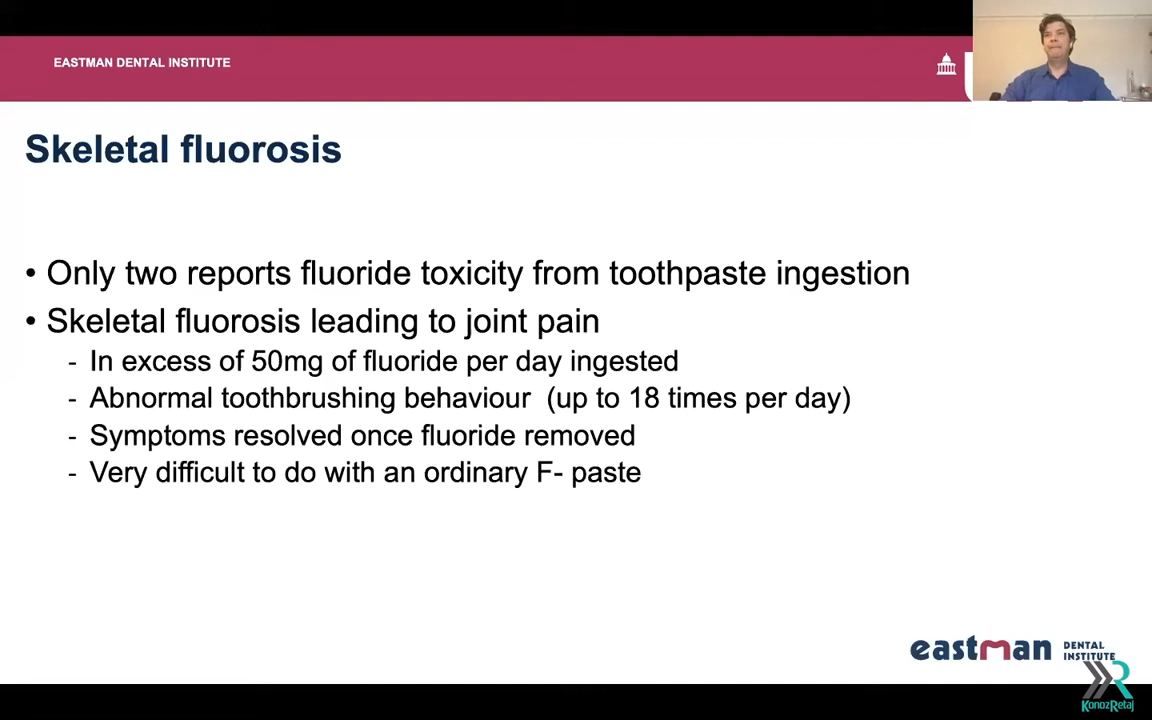 EASTMAN DENTAL INSTITUTE
Skeletal fluorosis
• Only two reports fluoride toxicity from toothpaste ingestion
• Skeletal fluorosis leading to joint pain
- In excess of 50mg of fluoride per day ingested
- Abnormal toothbrushing behaviour (up to 18 times per day)
- Symptoms resolved once fluoride removed
- Very difficult to do with an ordinary F- paste
eastman DENTAL
INSTITUTE
KonozRetaj